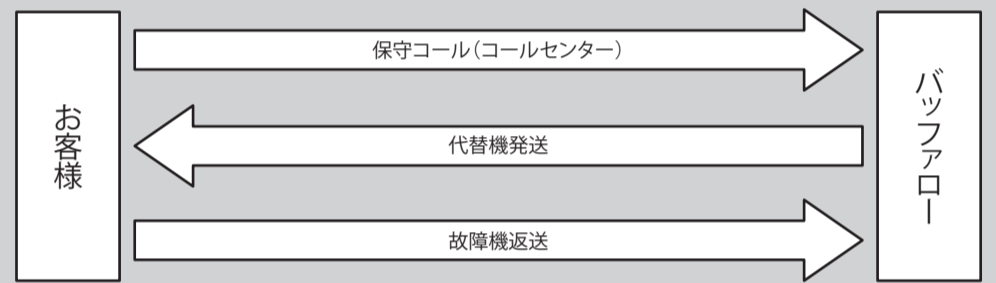 お客様
保守コール（コールセンター）
代替機発送
故障機返送
バッファロー